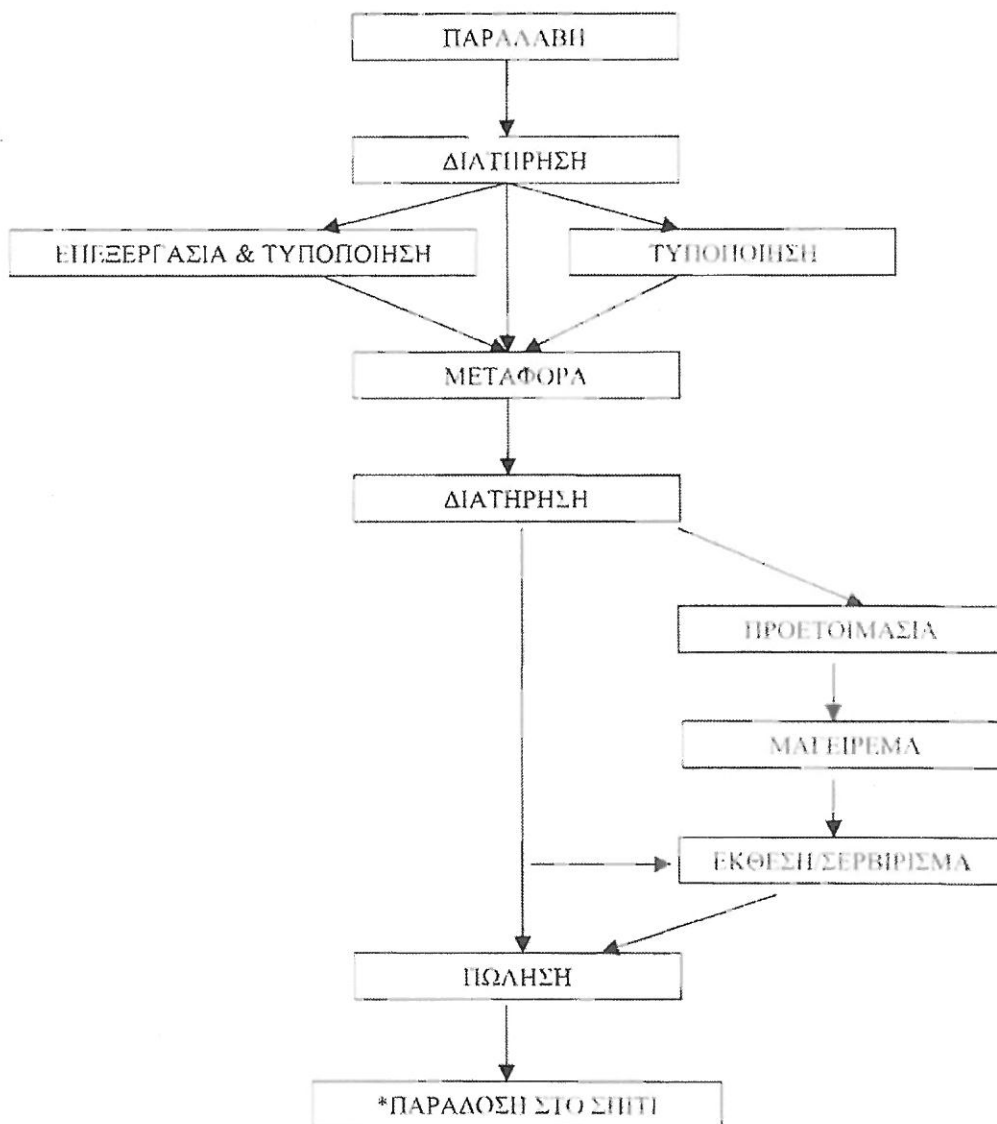 ΠΑΡΑΛΑΒΗ
ΔΙΑΤΗΡΗΣΗ
ΕΠΕΞΕΡΓΑΣΙΑ & ΤΥΠΟΠΟΙΗΣΗ
ΤΥΠΟΠΟΙΗΣΗ
ΜΕΤΑΦΟΡΑ
ΔΙΑΤΗΡΗΣΗ
ΠΡΟΕΤΟΙΜΑΣΙΑ
ΜΑΓΕΙΡΕΜΑ
ΕΚΘΕΣΗ/ΣΕΡΒΙΡΙΣΜΑ
ΠΩΛΗΣΗ
*ΠΑΡΑΔΟΣΗ ΣΤΟ ΣΠΙΤΙ